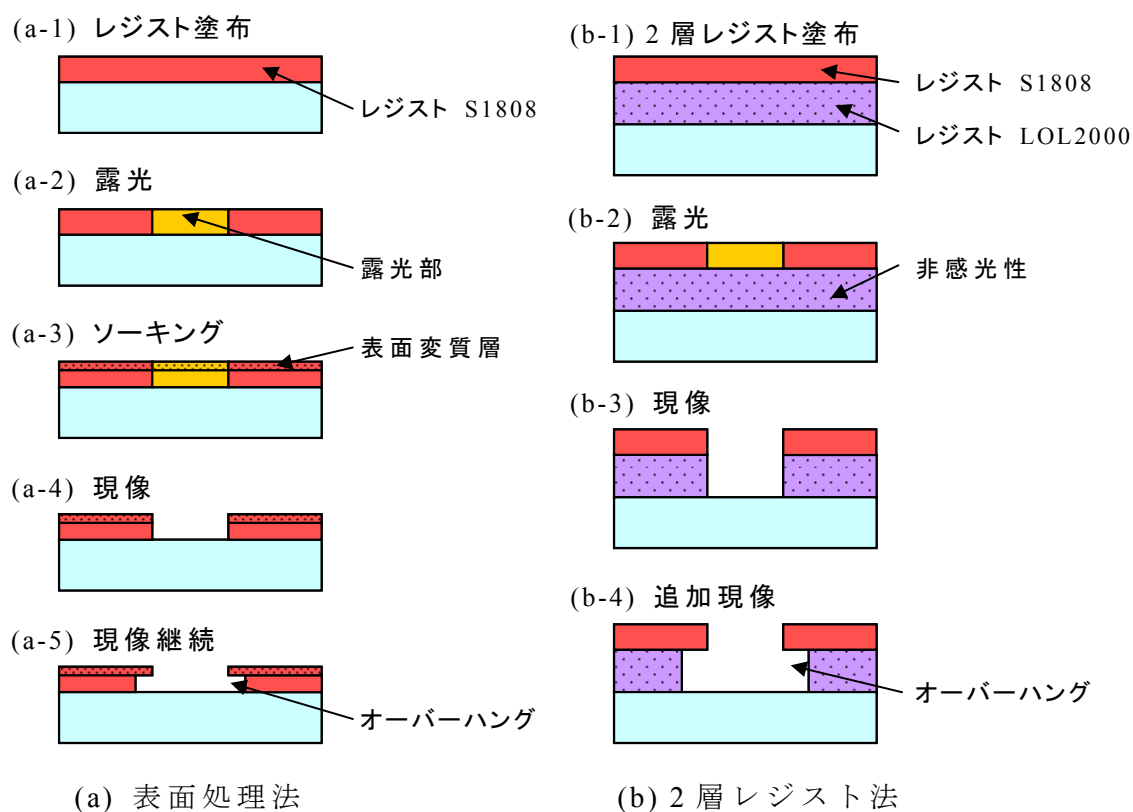 (a-1) レジスト塗布
レジスト S1808
(a-2) 露光
露光部
(a-3) ソーキング
表面変質層
(a-4) 現像
(a-5) 現像継続
オーバーハング
(a) 表面処理法
(b-1) 2層レジスト塗布
レジスト S1808
レジスト LOL2000
(b-2) 露光
非感光性
(b-3) 現像
(b-4) 追加現像
オーバーハング
(b) 2層レジスト法